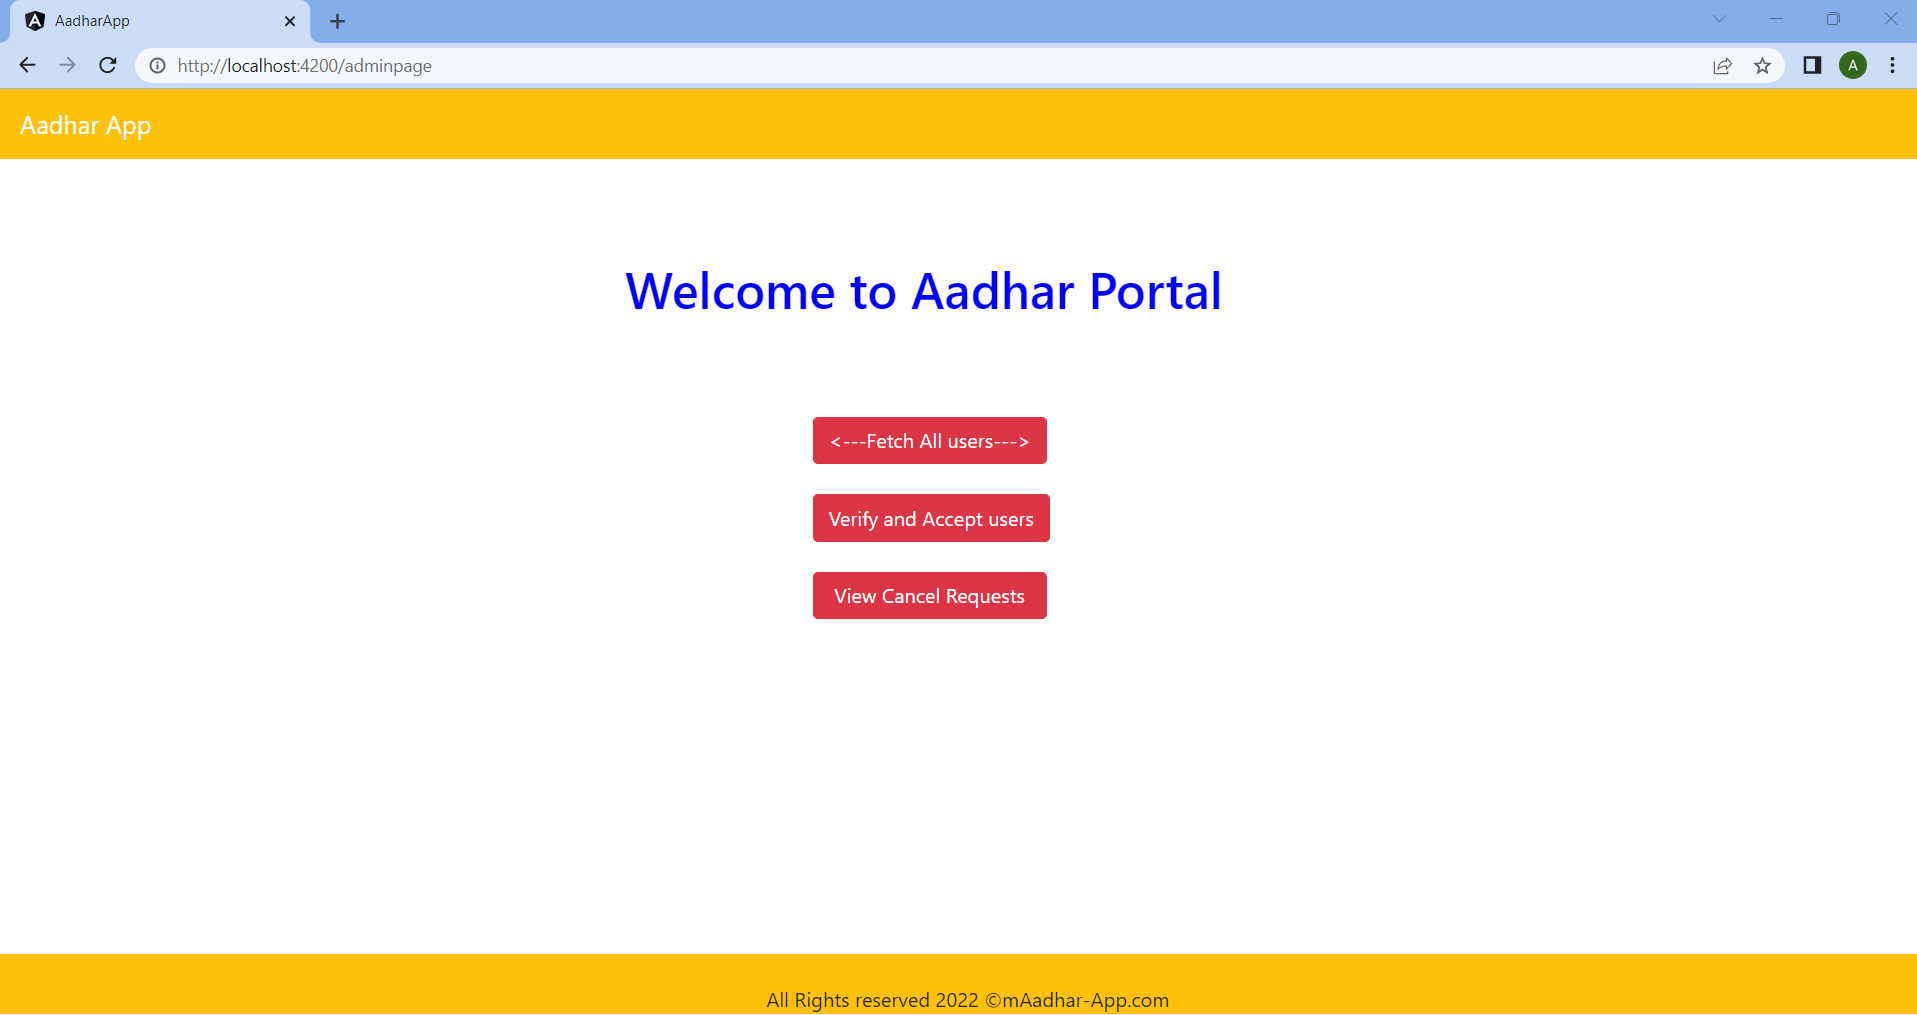 AadharApp
http://localhost:4200/adminpage
A
Aadhar App
Welcome to Aadhar Portal
<---Fetch All users--->
Verify and Accept users
View Cancel Requests
All Rights reserved 2022 ©mAadhar-App.com